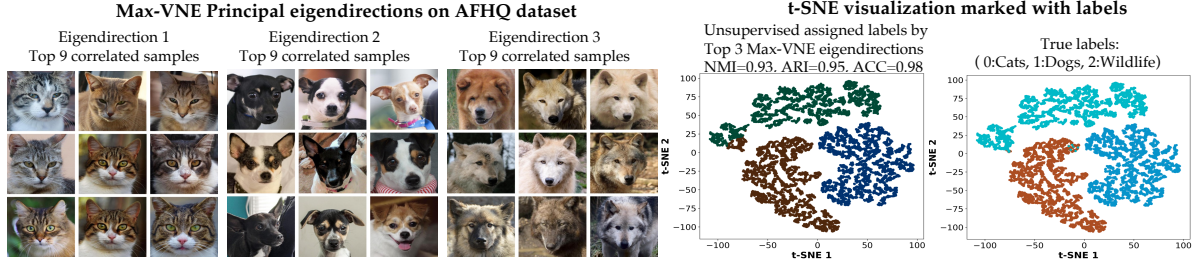 Max-VNE Principal eigendirections on AFHQ dataset
Eigendirection 1
Top 9 correlated samples
Eigendirection 2
Top 9 correlated samples
Eigendirection 3
Top 9 correlated samples
t-SNE visualization marked with labels
Unsupervised assigned labels by
Top 3 Max-VNE eigendirections
NMI=0.93. ARI=0.95. ACC=0.98
100
75
50
25
0
−25
−50
−75
−100
t-SNE 2
−100
−50
0
50
100
t-SNE 1
True labels:
( 0:Cats, 1:Dogs, 2:Wildlife)
100
75
50
25
0
−25
−50
−75
−100
t-SNE 2
−100
−50
0
50
100
t-SNE 1